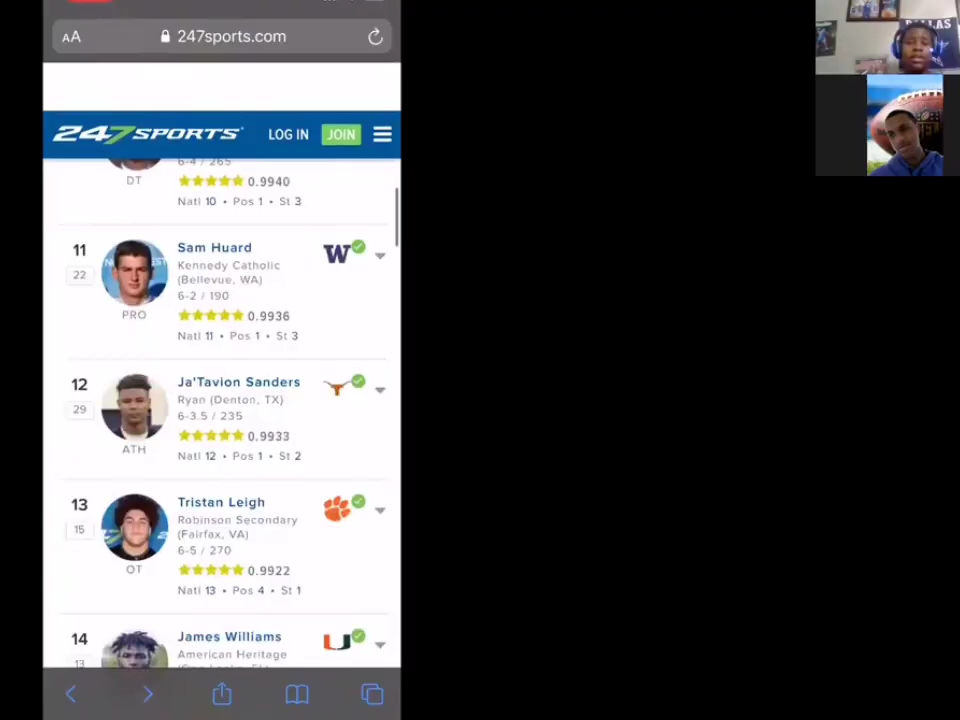 AA 247sports.com
247SPORTS LOG IN JOIN
6-4 / 265
DT
0.9940
Natl 10 • Pos 1 • St 3
11
22
Sam Huard
Kennedy Catholic
(Bellevue, WA)
6-2 / 190
PRO
0.9936
Natl 11 • Pos 1 • St 3
W
12
29
Ja'Tavion Sanders
Ryan (Denton, TX)
6-3.5 / 235
ATH
0.9933
Natl 12 • Pos 1 • St 2
13
15
Tristan Leigh
Robinson Secondary
(Fairfax, VA)
6-5 / 270
OT
0.9922
Natl 13 • Pos 4 • St 1
14
13
James Williams
American Heritage